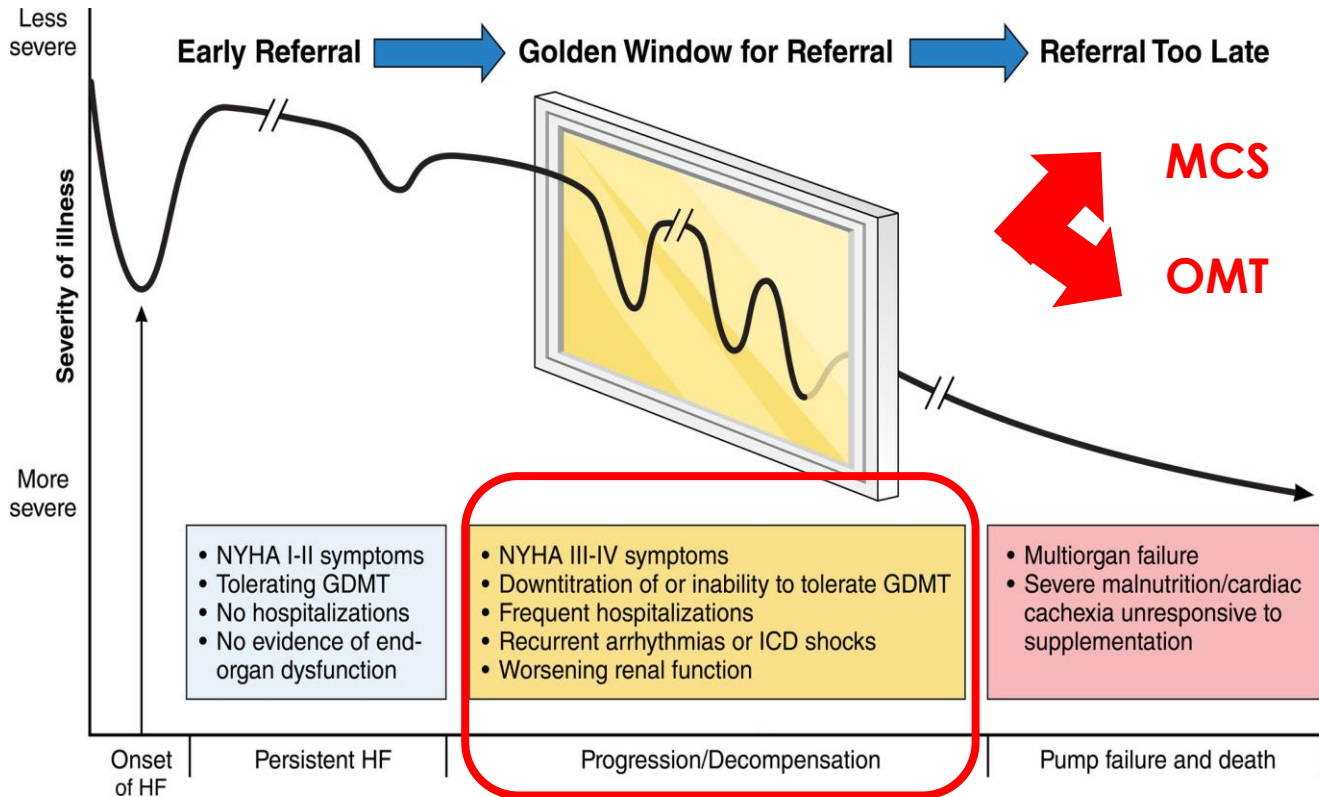 Less
severe
Early Referral
Golden Window for Referral
Referral Too Late
MCS
OMT
Severity of illness
More
severe
• NYHA I-II symptoms
• Tolerating GDMT
• No hospitalizations
• No evidence of end-
organ dysfunction
• NYHA III-IV symptoms
• Downtitration of or inability to tolerate GDMT
• Frequent hospitalizations
• Recurrent arrhythmias or ICD shocks
• Worsening renal function
• Multiorgan failure
• Severe malnutrition/cardiac
cachexia unresponsive to
supplementation
Onset
of HF
Persistent HF
Progression/Decompensation
Pump failure and death